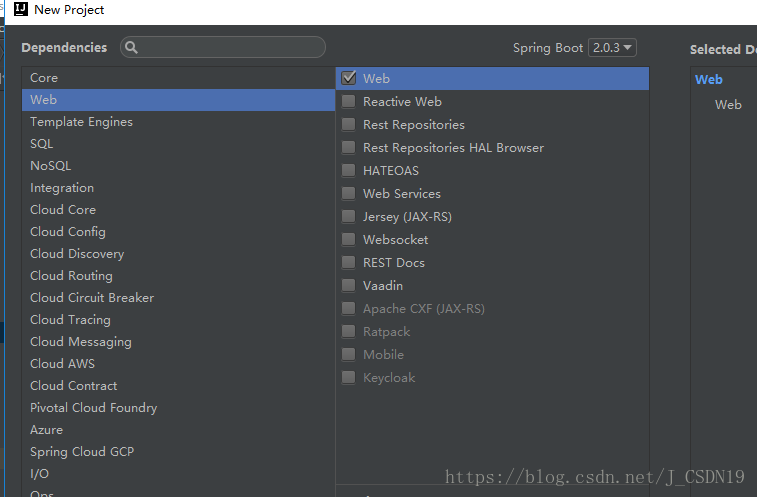 New Project
Dependencies
Spring Boot 2.0.3
Core
Web
Template Engines
SQL
NoSQL
Integration
Cloud Core
Cloud Config
Cloud Discovery
Cloud Routing
Cloud Circuit Breaker
Cloud Tracing
Cloud Messaging
Cloud AWS
Cloud Contract
Pivotal Cloud Foundry
Azure
Spring Cloud GCP
I/O
Ops
Web
Reactive Web
Rest Repositories
Rest Repositories HAL Browser
HATEOAS
Web Services
Jersey (JAX-RS)
Websocket
REST Docs
Vaadin
Apache CXF (JAX-RS)
Ratpack
Mobile
Keycloak
Selected De
Web
Web
https://blog.csdn.net/J_CSDN19